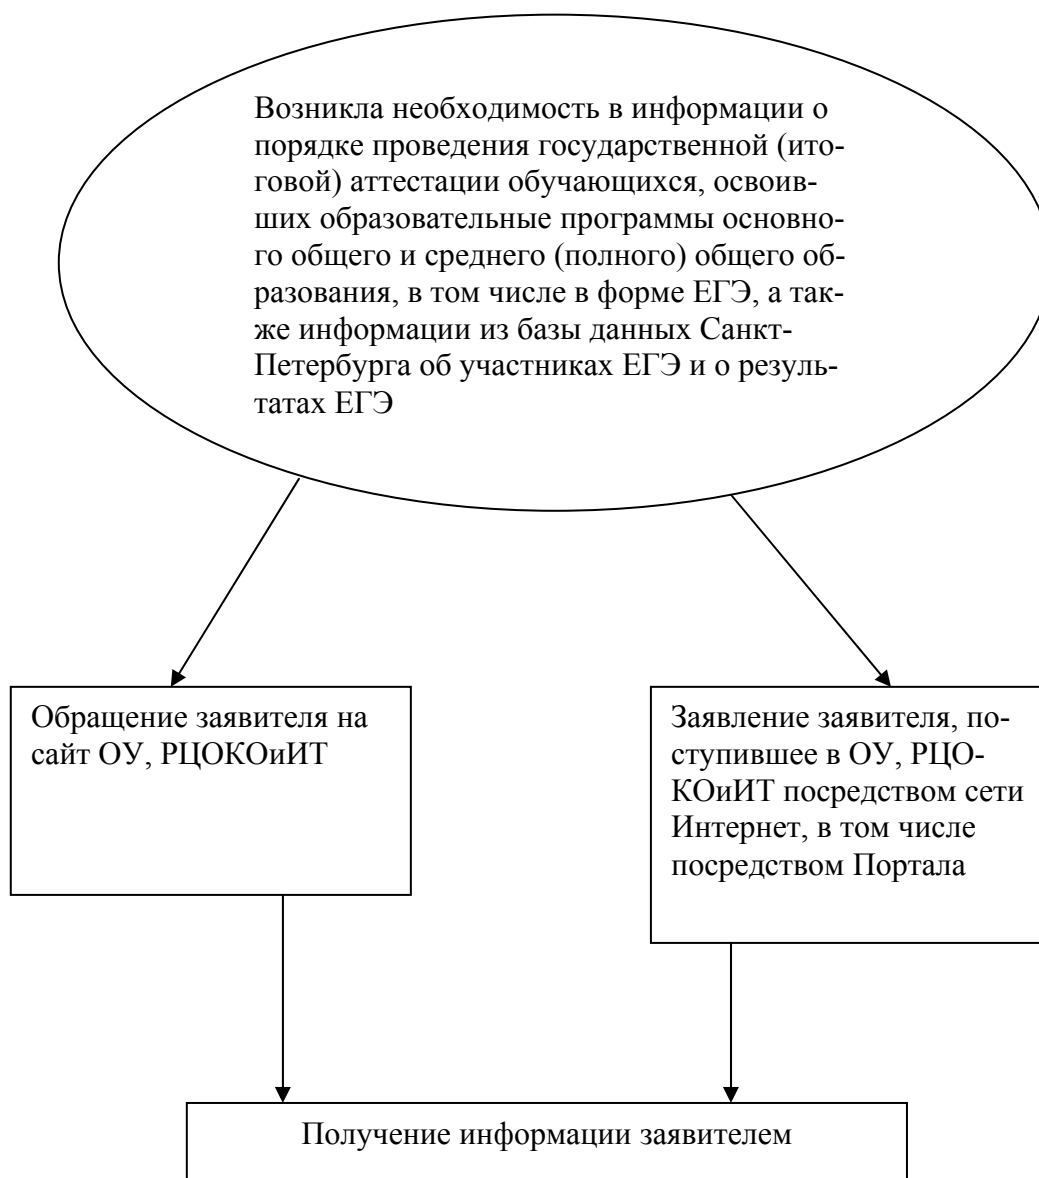 Возникла необходимость в информации о
порядке проведения государственной (ито-
говой) аттестации обучающихся, освоив-
ших образовательные программы основно-
го общего и среднего (полного) общего об-
разования, в том числе в форме ЕГЭ, а так-
же информации из базы данных Санкт-
Петербурга об участниках ЕГЭ и о резуль-
татах ЕГЭ
Обращение заявителя на
сайт ОУ, РЦОКОиИТ
Заявление заявителя, по-
ступившее в ОУ, РЦО-
КОиИТ посредством сети
Интернет, в том числе
посредством Портала
Получение информации заявителем